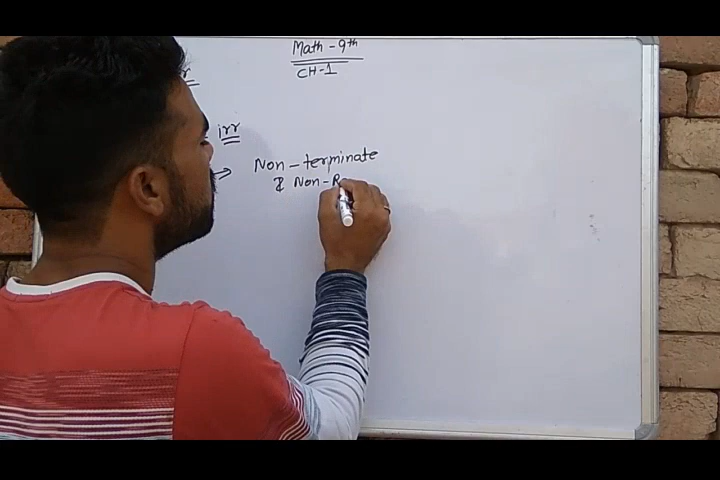 Math - 9th
CH-1
irr
Non - terminate
& Non - R